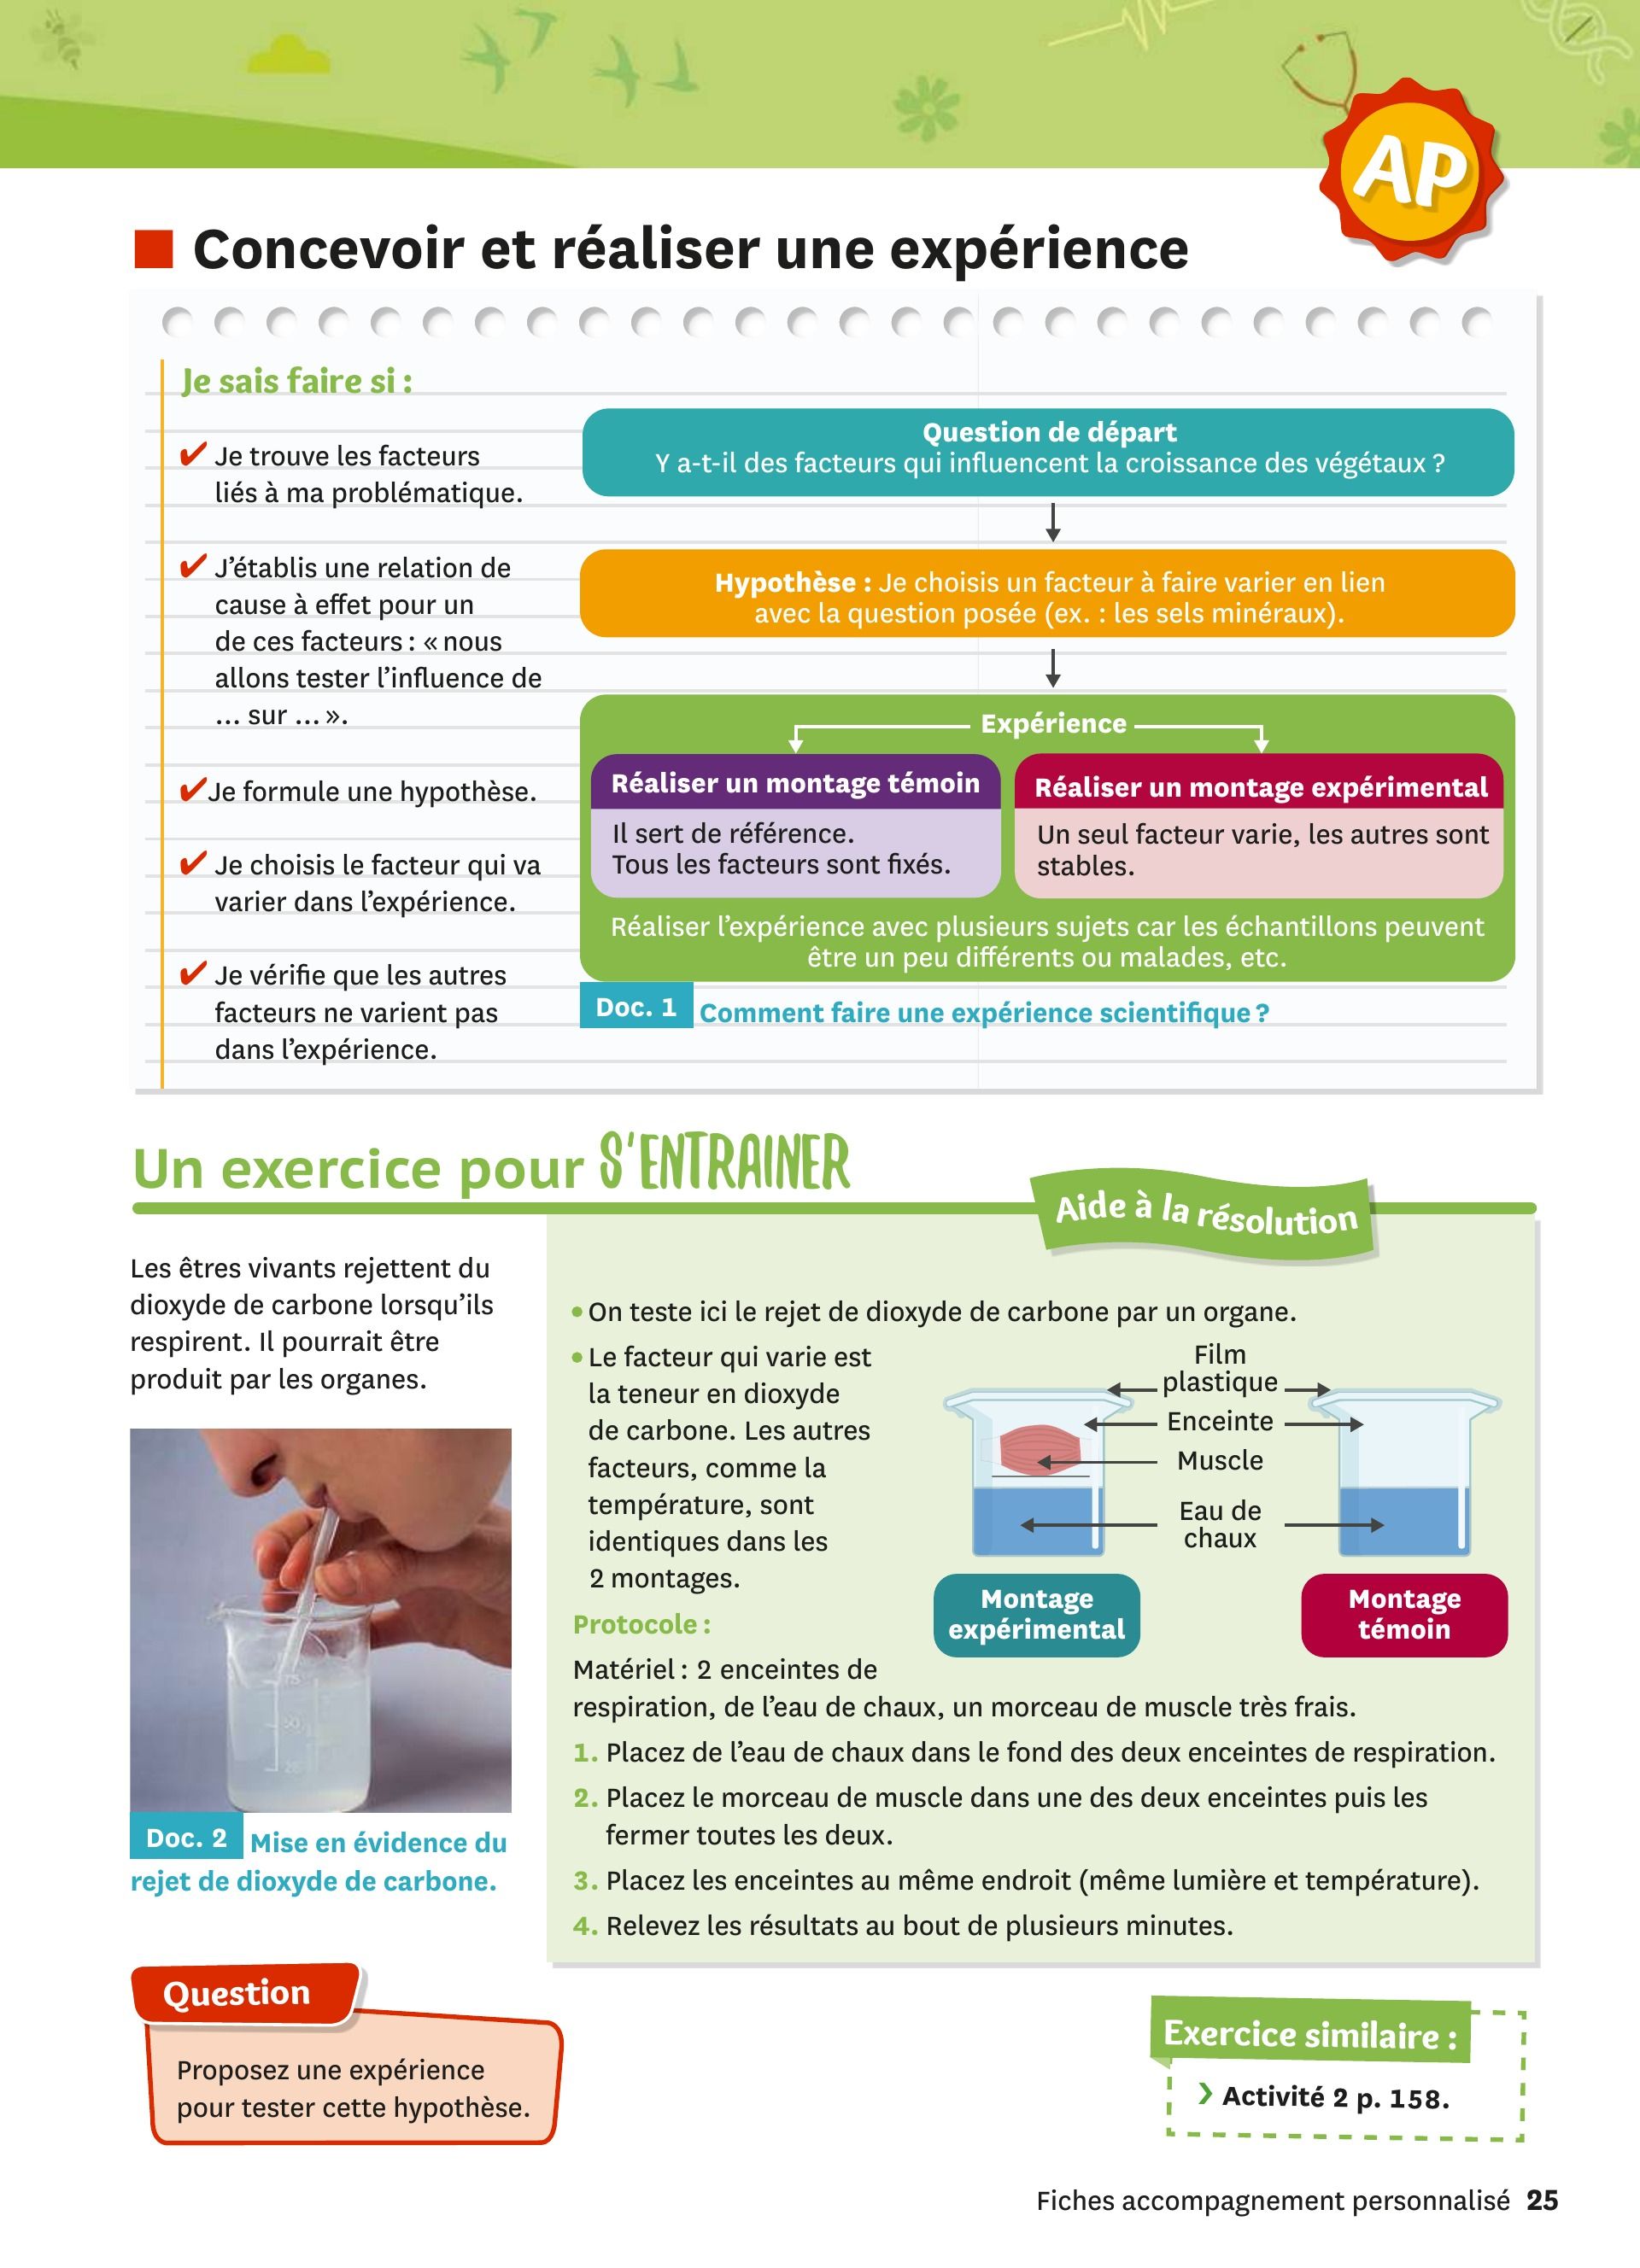 AP
Concevoir et réaliser une expérience
Je sais faire si :
✔ Je trouve les facteurs
liés à ma problématique.
✔ J'établis une relation de
cause à effet pour un
de ces facteurs : « nous
allons tester l'influence de
... sur ... ».
✔ Je formule une hypothèse.
✔ Je choisis le facteur qui va
varier dans l'expérience.
✔ Je vérifie que les autres
facteurs ne varient pas
dans l'expérience.
Question de départ
Y a-t-il des facteurs qui influencent la croissance des végétaux ?
Hypothèse : Je choisis un facteur à faire varier en lien
avec la question posée (ex. : les sels minéraux).
Expérience
Réaliser un montage témoin
Il sert de référence.
Tous les facteurs sont fixés.
Réaliser un montage expérimental
Un seul facteur varie, les autres sont
stables.
Réaliser l'expérience avec plusieurs sujets car les échantillons peuvent
être un peu différents ou malades, etc.
Doc. 1 Comment faire une expérience scientifique ?
Un exercice pour S'ENTRAINER
Les êtres vivants rejettent du
dioxyde de carbone lorsqu'ils
respirent. Il pourrait être
produit par les organes.
75
50
25
Doc. 2 Mise en évidence du
rejet de dioxyde de carbone.
Question
Proposez une expérience
pour tester cette hypothèse.
Aide à la résolution
• On teste ici le rejet de dioxyde de carbone par un organe.
• Le facteur qui varie est
la teneur en dioxyde
de carbone. Les autres
facteurs, comme la
température, sont
identiques dans les
2 montages.
Film
plastique
Enceinte
Muscle
Eau de
chaux
Montage
expérimental
Montage
témoin
Protocole :
Matériel : 2 enceintes de
respiration, de l'eau de chaux, un morceau de muscle très frais.
1. Placez de l'eau de chaux dans le fond des deux enceintes de respiration.
2. Placez le morceau de muscle dans une des deux enceintes puis les
fermer toutes les deux.
3. Placez les enceintes au même endroit (même lumière et température).
4. Relevez les résultats au bout de plusieurs minutes.
Exercice similaire :
› Activité 2 p. 158.
Fiches accompagnement personnalisé 25